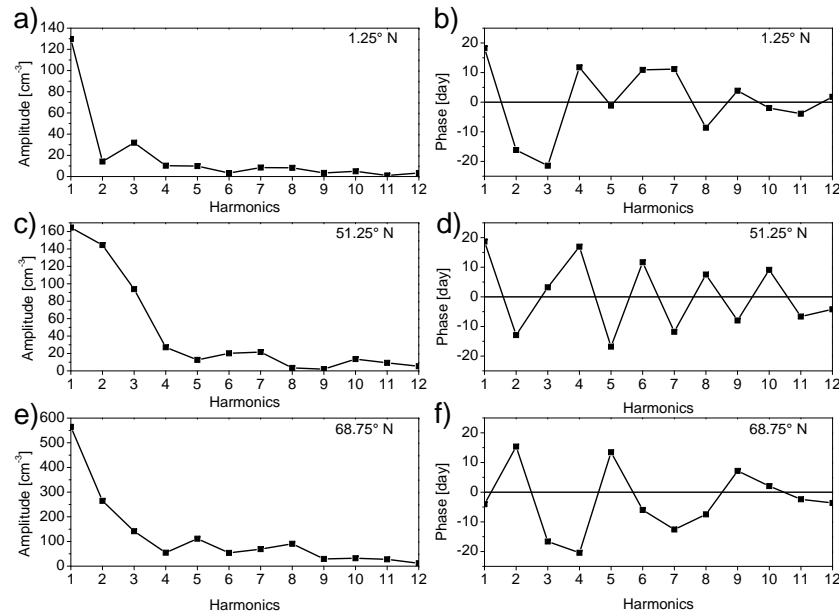 a)
1.25° N
Amplitude [cm-3]
140
120
100
80
60
40
20
0
1 2 3 4 5 6 7 8 9 10 11 12
Harmonics
b)
1.25° N
Phase [day]
20
10
0
-10
-20
1 2 3 4 5 6 7 8 9 10 11 12
Harmonics
c)
51.25° N
Amplitude [cm-3]
160
140
120
100
80
60
40
20
0
1 2 3 4 5 6 7 8 9 10 11 12
Harmonics
d)
51.25° N
Phase [day]
20
10
0
-10
-20
1 2 3 4 5 6 7 8 9 10 11 12
Harmonics
e)
68.75° N
Amplitude [cm-3]
600
500
400
300
200
100
0
1 2 3 4 5 6 7 8 9 10 11 12
Harmonics
f)
68.75° N
Phase [day]
20
10
0
-10
-20
1 2 3 4 5 6 7 8 9 10 11 12
Harmonics